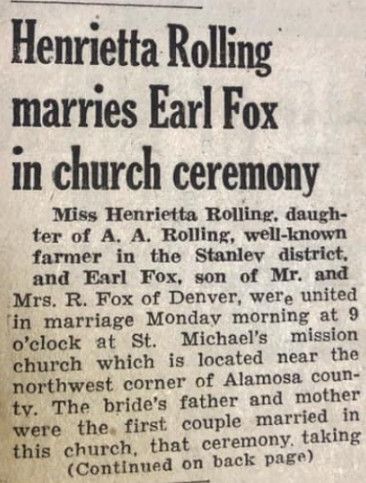 Henrietta Rolling
marries Earl Fox
in church ceremony
Miss Henrietta Rolling, daugh-
ter of A. A. Rolling, well-known
farmer in the Stanley district,
and Earl Fox, son of Mr. and
Mrs. R. Fox of Denver, were united
in marriage Monday morning at 9
o'clock at St. Michael's mission
church which is located near the
northwest corner of Alamosa coun-
ty. The bride's father and mother
were the first couple married in
this church, that ceremony taking
(Continued on back page)